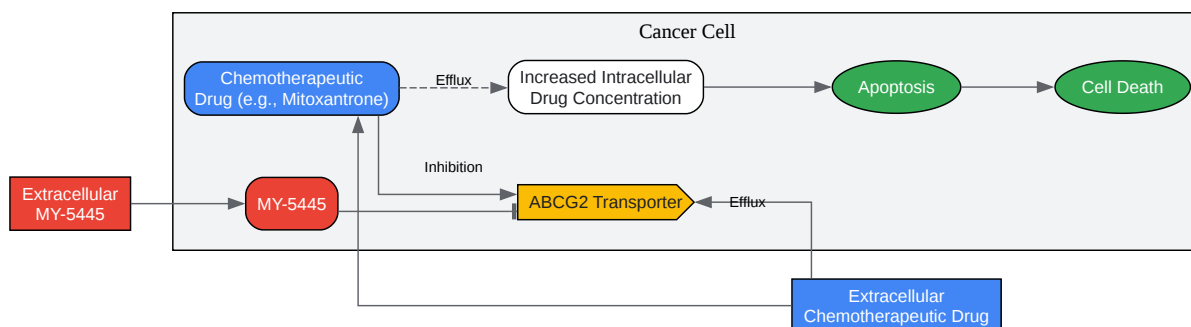 Cancer Cell
Chemotherapeutic
Drug (e.g., Mitoxantrone)
Efflux
Increased Intracellular
Drug Concentration
Apoptosis
Cell Death
Inhibition
Extracellular
MY-5445
MY-5445
ABCG2 Transporter
Efflux
Extracellular
Chemotherapeutic Drug